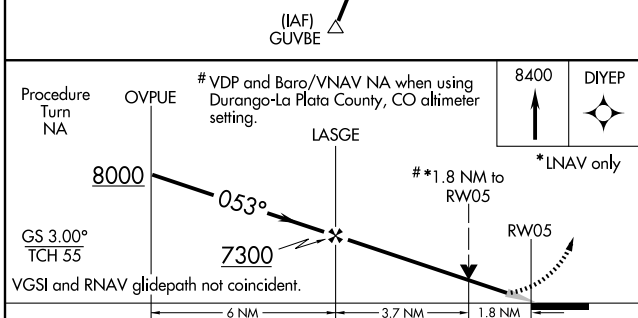 (IAF)
GUVBE
Procedure
Turn
NA
OVPUE
# VDP and Baro/VNAV NA when using
Durango-La Plata County, CO altimeter
setting.
8400
DIYEP
LASGE
*LNAV only
# *1.8 NM to
RW05
8000
053°
RW05
GS 3.00°
TCH 55
7300
VGSI and RNAV glidepath not coincident.
6 NM
3.7 NM
1.8 NM